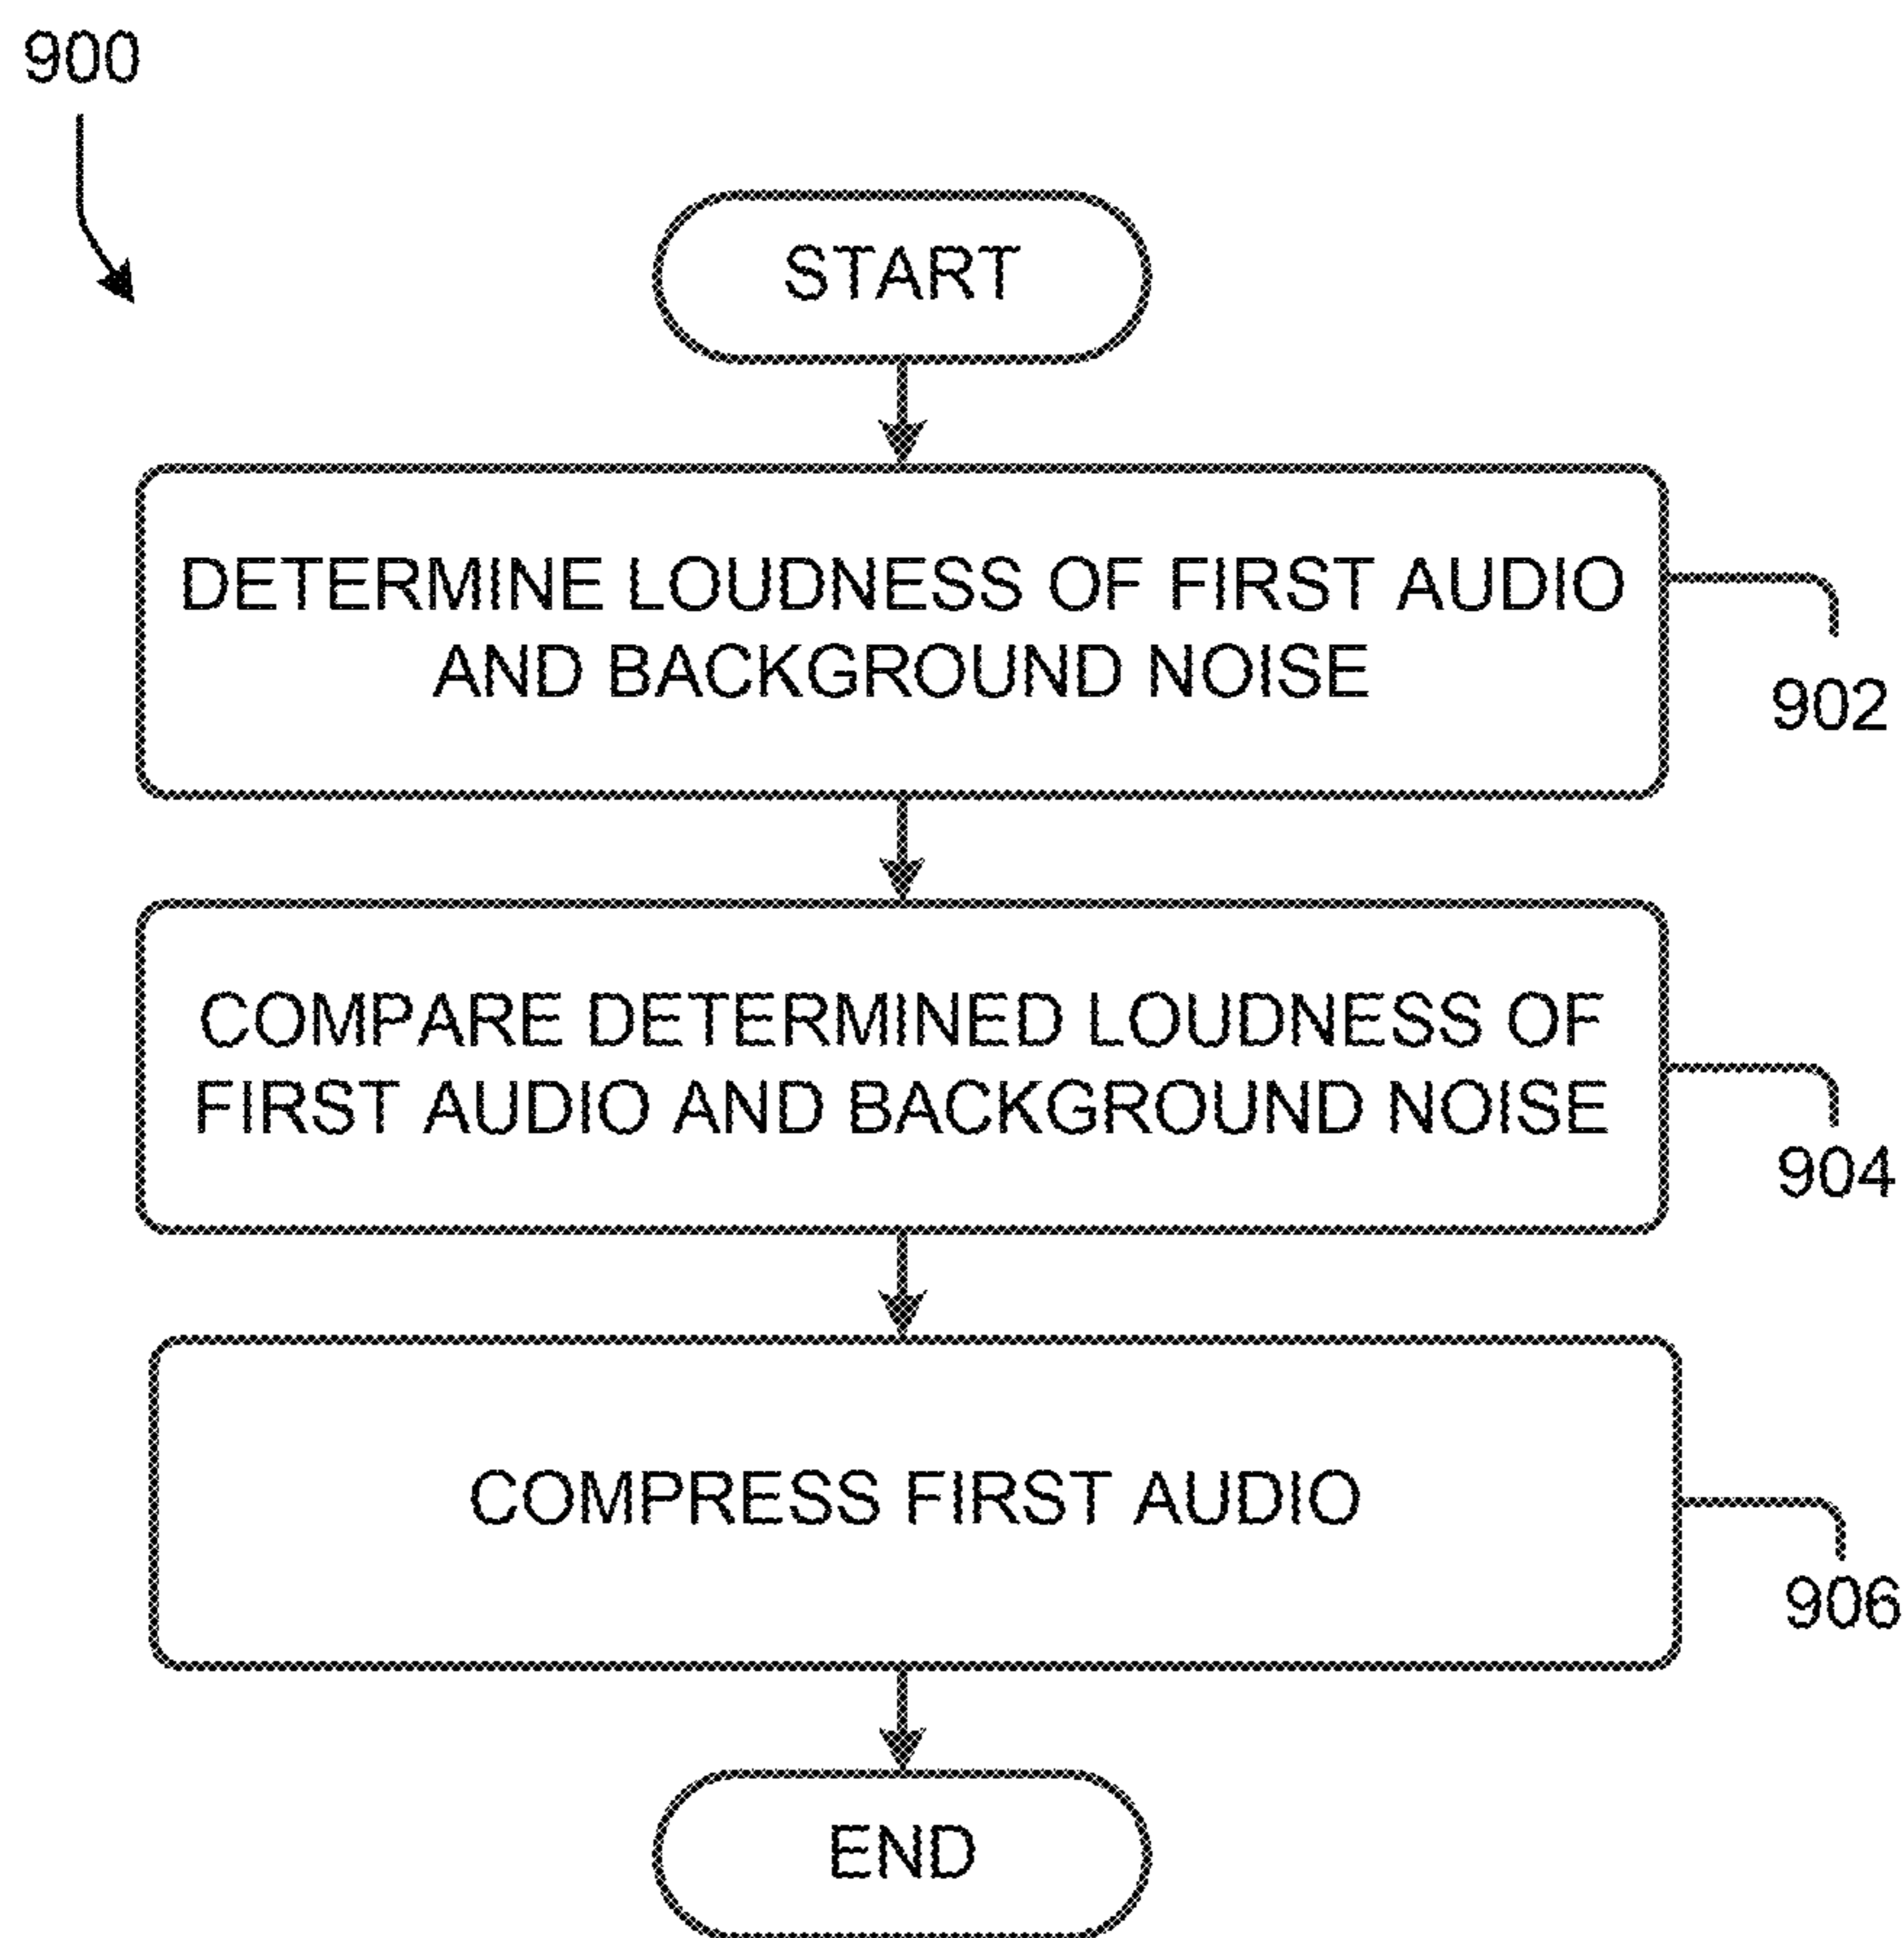 900
START
DETERMINE LOUDNESS OF FIRST AUDIO
AND BACKGROUND NOISE
902
COMPARE DETERMINED LOUDNESS OF
FIRST AUDIO AND BACKGROUND NOISE
904
COMPRESS FIRST AUDIO
906
END